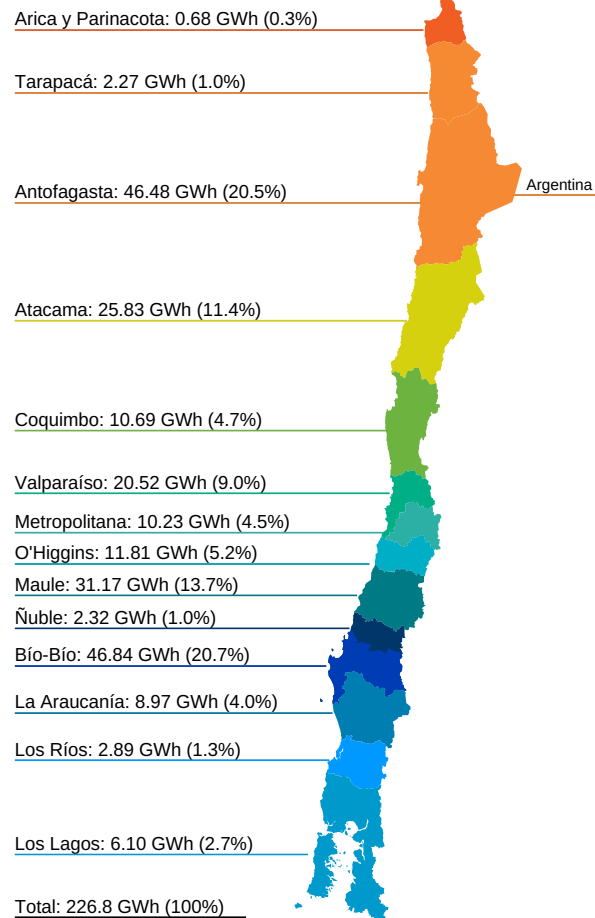 Arica y Parinacota: 0.68 GWh (0.3%)
Tarapacá: 2.27 GWh (1.0%)
Antofagasta: 46.48 GWh (20.5%)
Argentina
Atacama: 25.83 GWh (11.4%)
Coquimbo: 10.69 GWh (4.7%)
Valparaíso: 20.52 GWh (9.0%)
Metropolitana: 10.23 GWh (4.5%)
O'Higgins: 11.81 GWh (5.2%)
Maule: 31.17 GWh (13.7%)
Ñuble: 2.32 GWh (1.0%)
Bío-Bío: 46.84 GWh (20.7%)
La Araucanía: 8.97 GWh (4.0%)
Los Ríos: 2.89 GWh (1.3%)
Los Lagos: 6.10 GWh (2.7%)
Total: 226.8 GWh (100%)